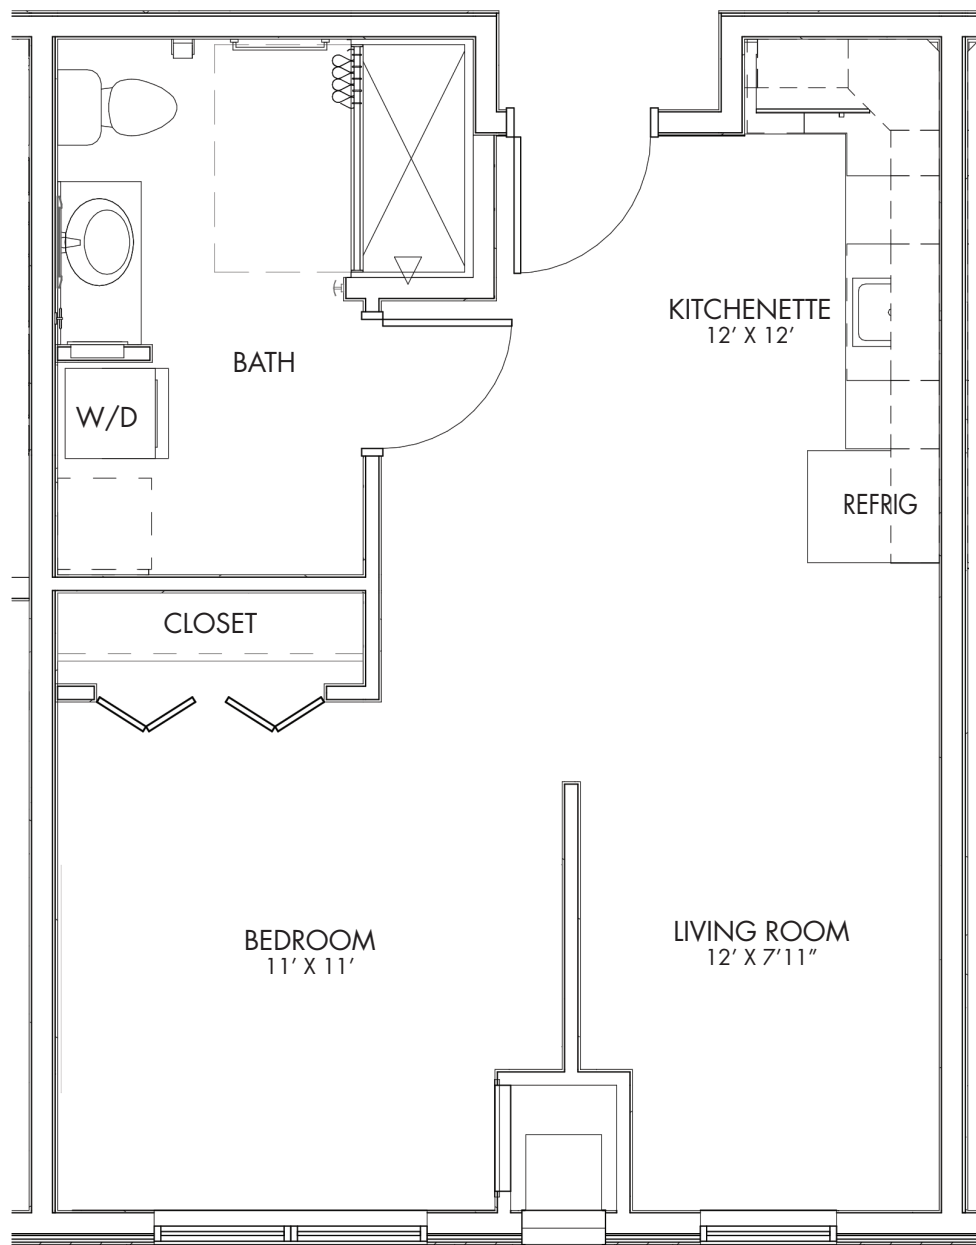 KITCHENETTE
12’ X 12’
BATH
W/D
REFRIG
CLOSET
BEDROOM
11’ X 11’
LIVING ROOM
12’ X 7’11”